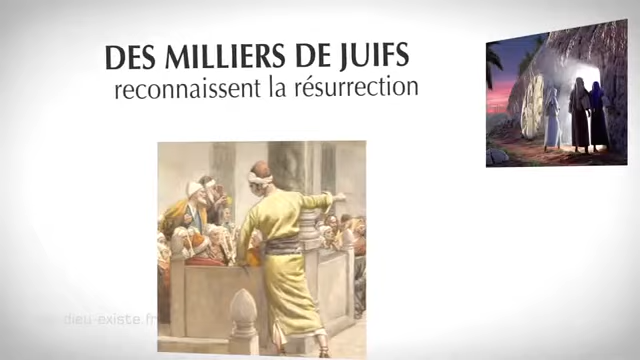 DES MILLIERS DE JUIFS
reconnaissent la résurrection
dieu-existe.fr